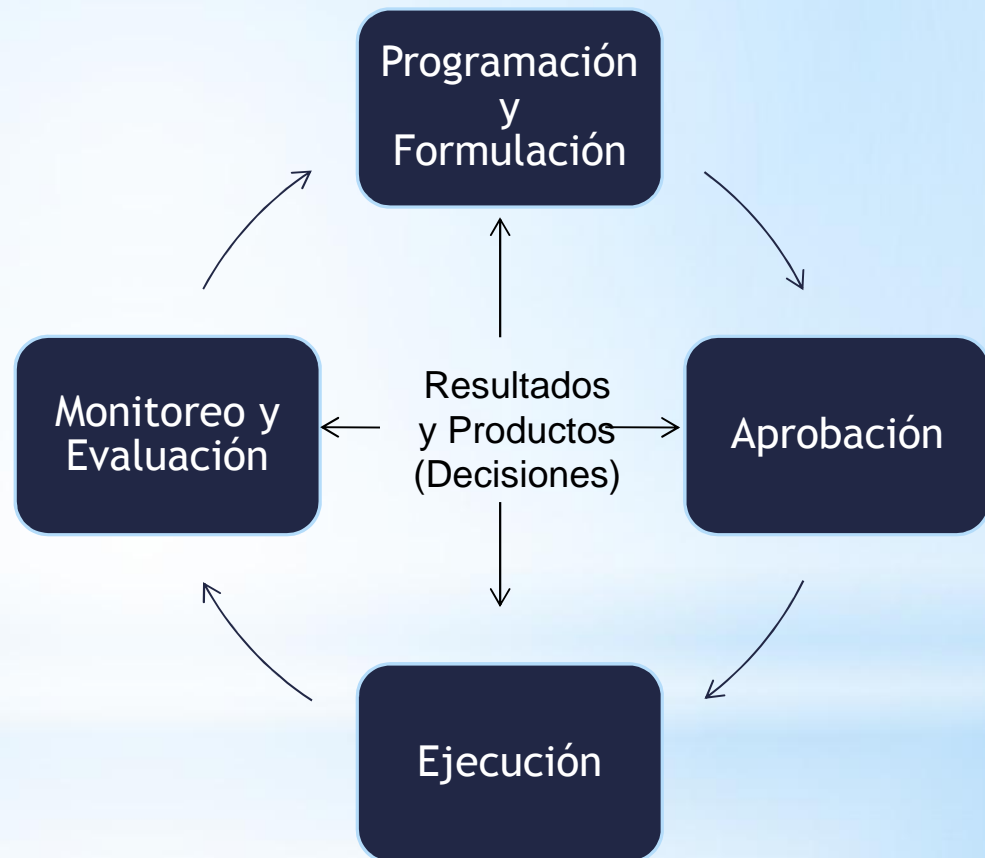 Programación
y
Formulación
Monitoreo y
Evaluación
Resultados
y Productos
(Decisiones)
Aprobación
Ejecución